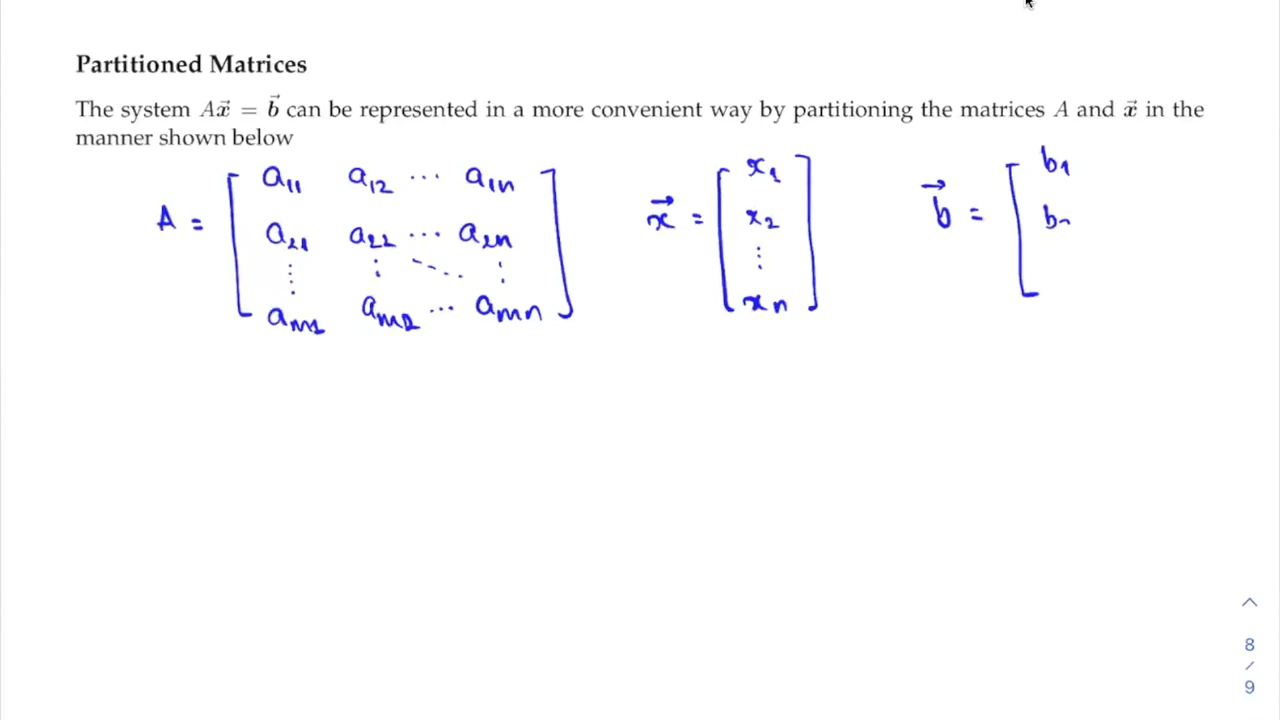 Partitioned Matrices
The system Ax⃗ = b⃗ can be represented in a more convenient way by partitioning the matrices A and x⃗ in the
manner shown below
a₁₁ a₁₂ ⋯ a₁ₙ x₁ b₁
A = [ a₂₁ a₂₂ ⋯ a₂ₙ ] x⃗ = [ x₂ ] b⃗ = [ b
⋮ ⋮ ⋱ ⋮ ⋮
aₘ₁ aₘ₂ ⋯ aₘₙ xₙ
8
/
9